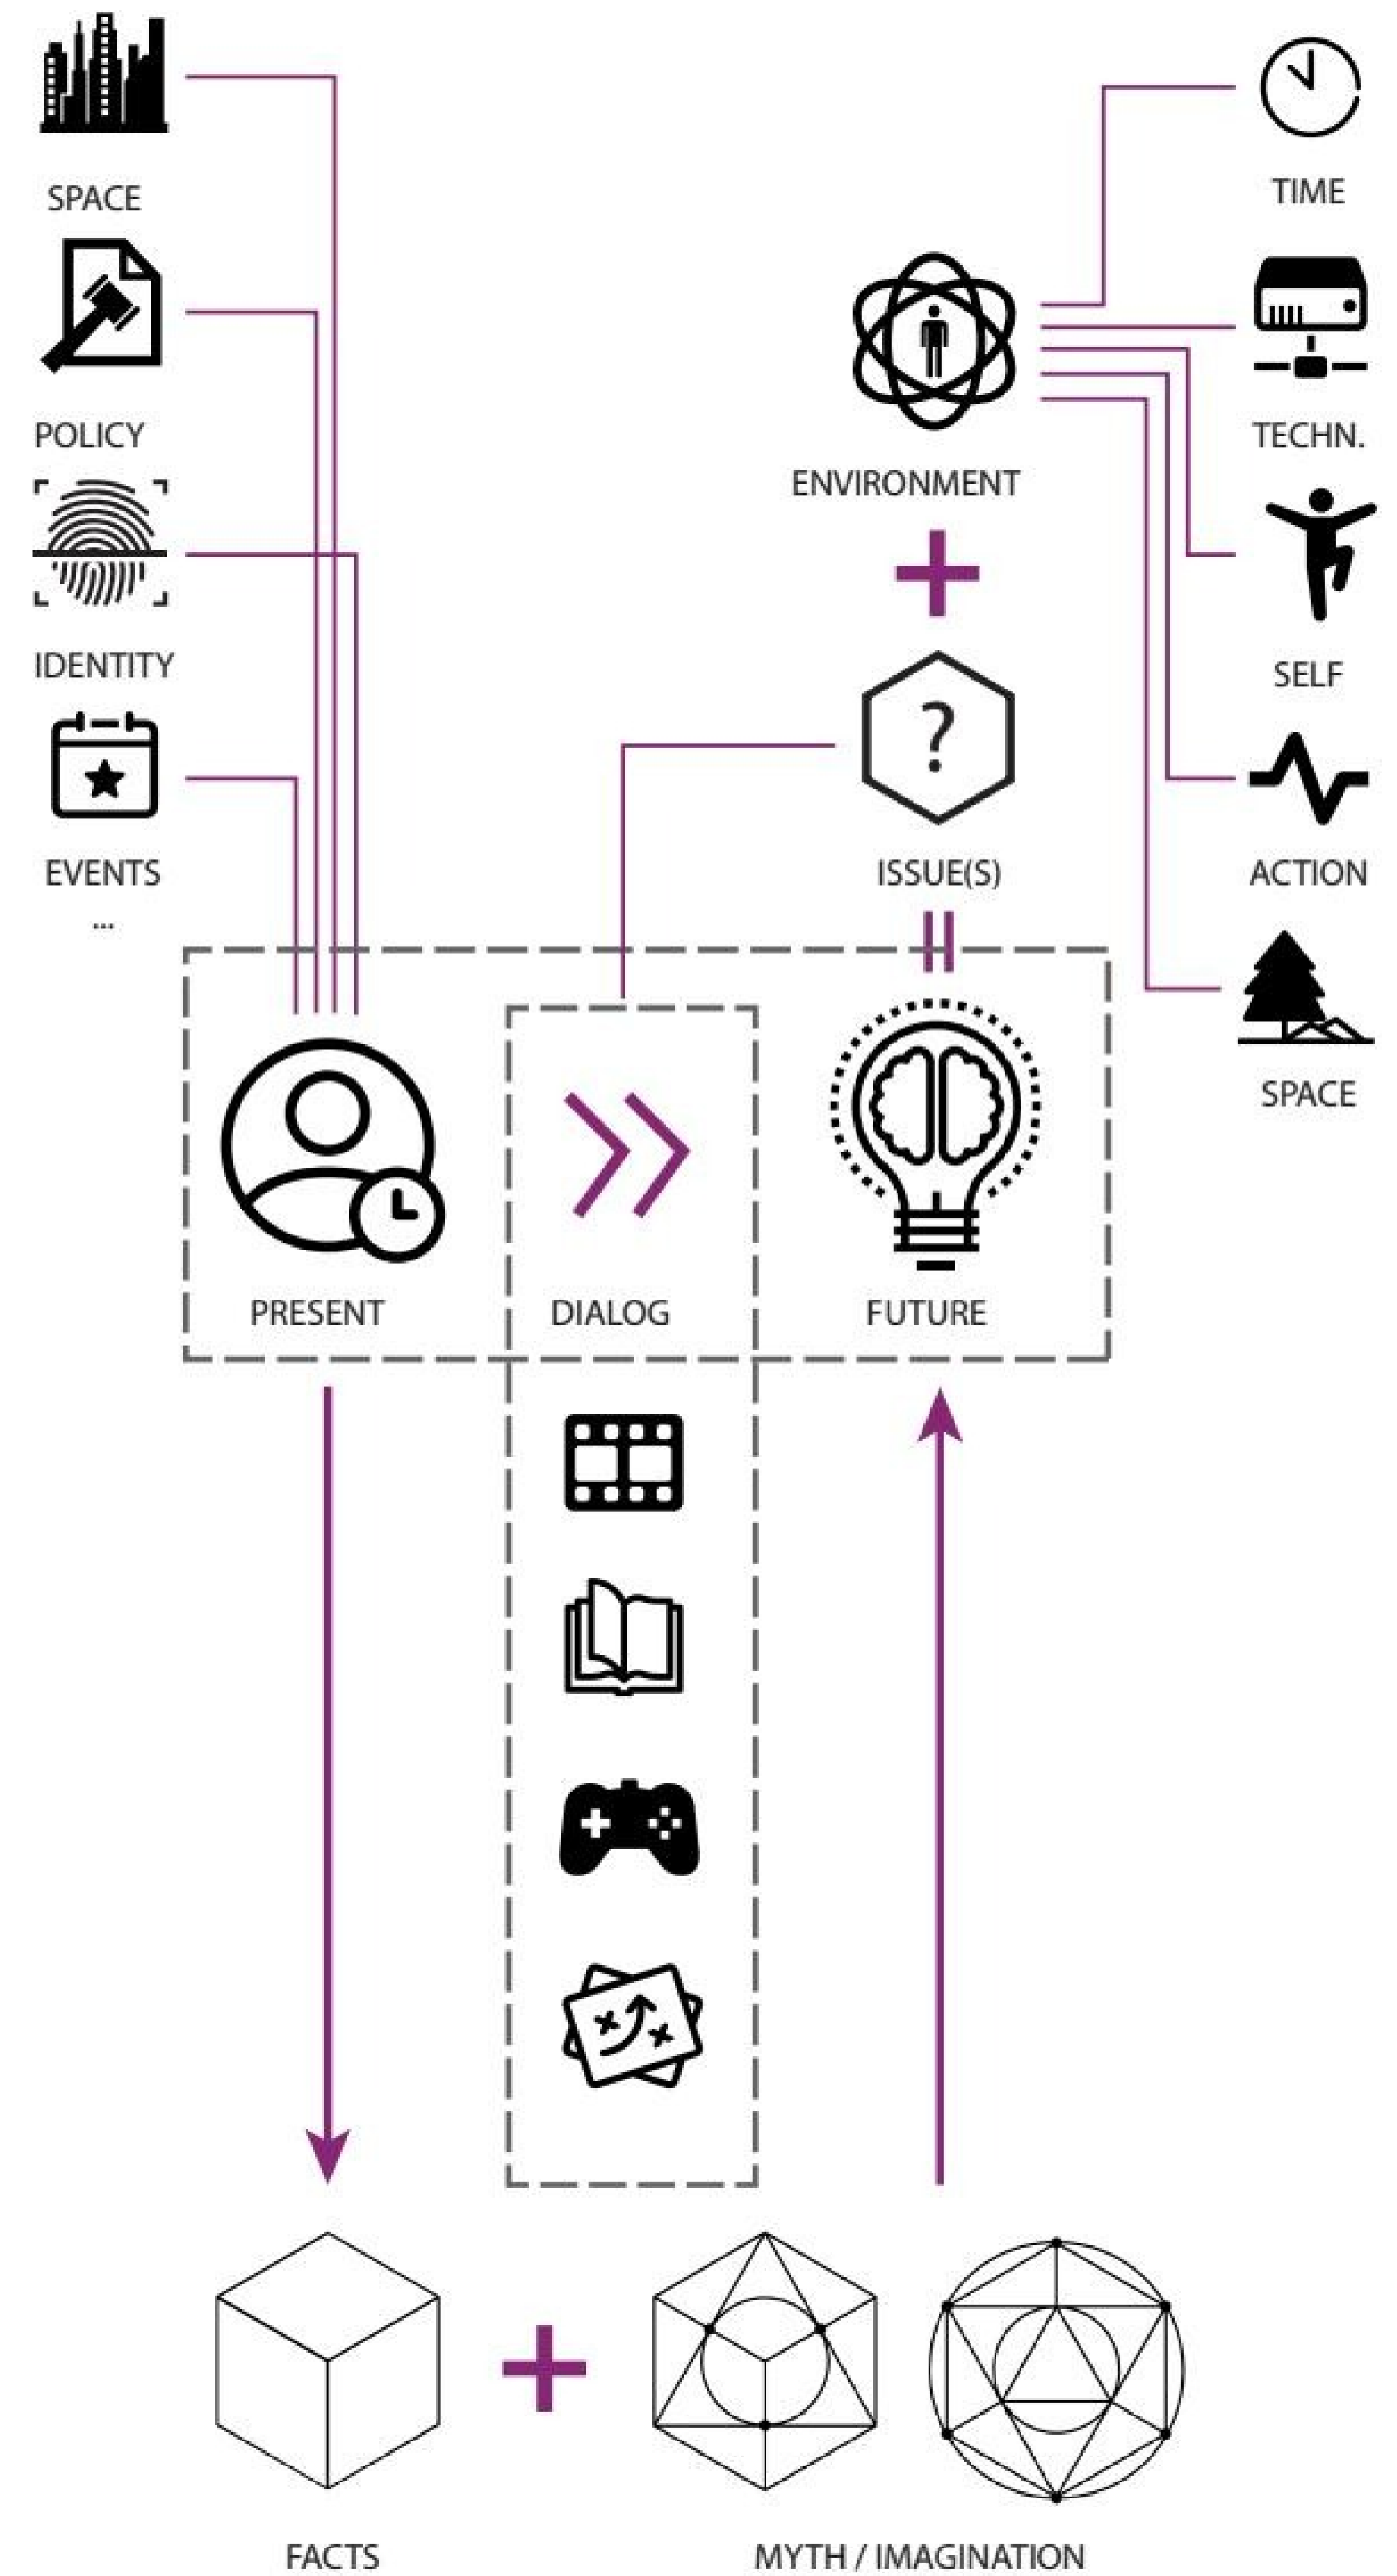 SPACE
TIME
POLICY
TECHN.
ENVIRONMENT
IDENTITY
SELF
?
EVENTS
...
ISSUE(S)
ACTION
SPACE
PRESENT
DIALOG
FUTURE
FACTS
MYTH / IMAGINATION